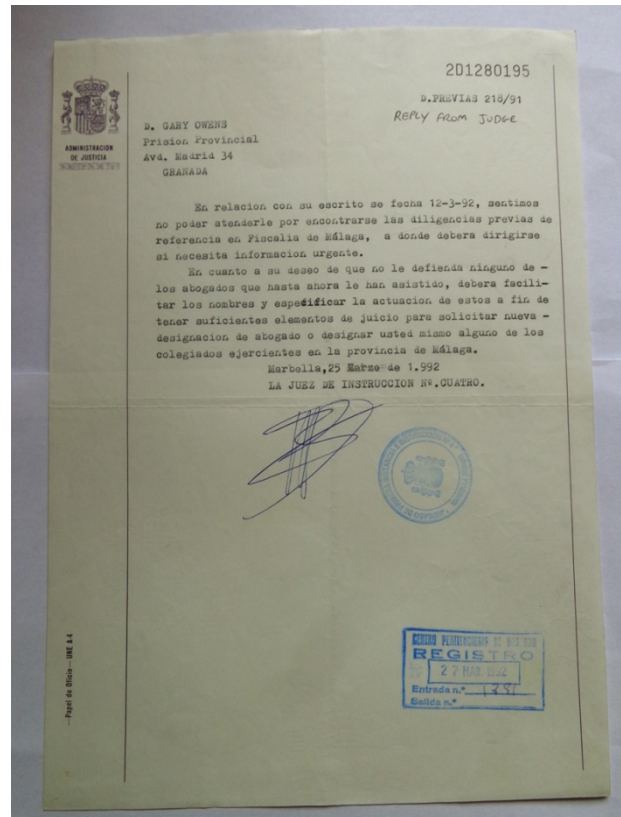 2D1280195
D.PREVIAS 218/91
REPLY FROM JUDGE
ADMINISTRACION
DE JUSTICIA
D. GARY OWENS
Prision Provincial
Avd. Madrid 34
GRANADA
En relacion con su escrito se fecha 12-3-92, sentimos
no poder atenderle por encontrarse las diligencias previas de
referencia en Fiscalia de Málaga, a donde debera dirigirse
si necesita informacion urgente.
En cuanto a su deseo de que no le defienda ninguno de -
los abogados que hasta ahora le han asistido, debera facili-
tar los nombres y especificar la actuacion de estos a fin de
tener suficientes elementos de juicio para solicitar nueva -
designacion de abogado o designar usted mismo alguno de los
colegiados ejercientes en la provincia de Málaga.
Marbella,25 Marzo de 1.992
LA JUEZ DE INSTRUCCION Nº.CUATRO.
CENTRO PENITENCIARIO DE
REGISTRO
27 MAR. 1992
Entrada n.º
Salida n.º
—Papel de Oficio— UNE A-4